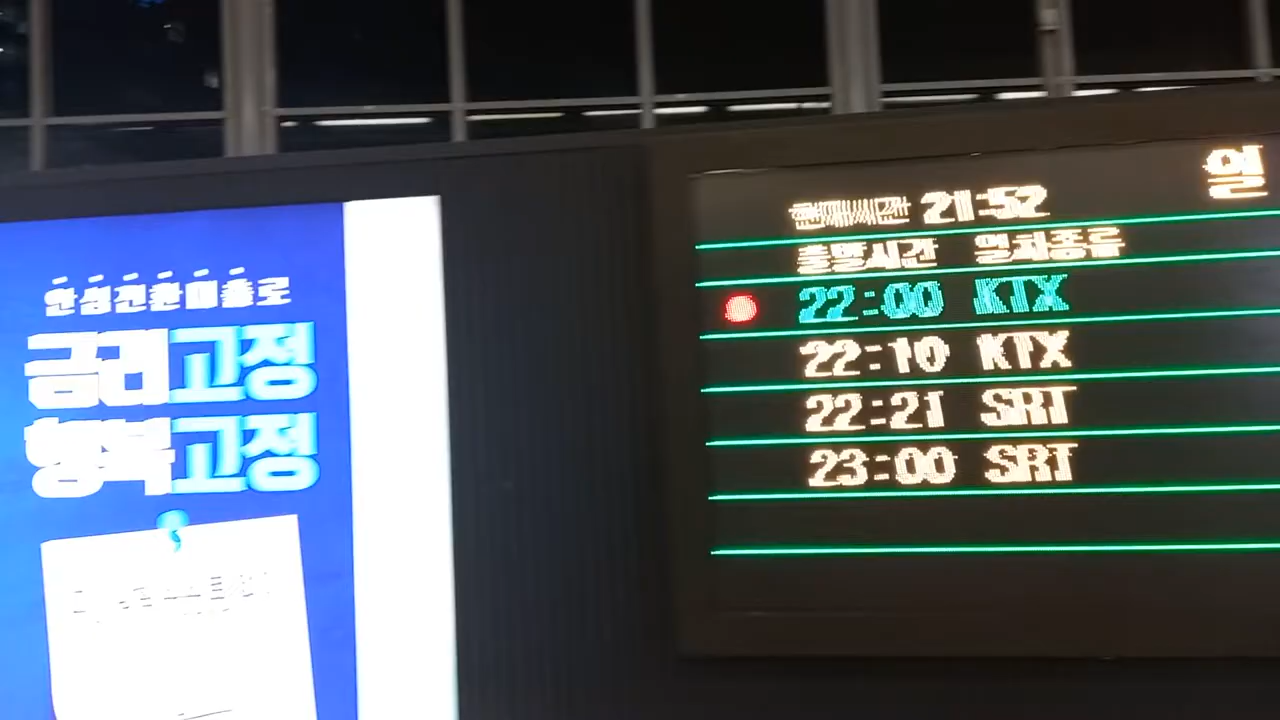 안심전환대출로
금리고정
행복고정
현재시간 21:52
열
출발시간 열차종류
22:00 KTX
22:10 KTX
22:21 SRT
23:00 SRT